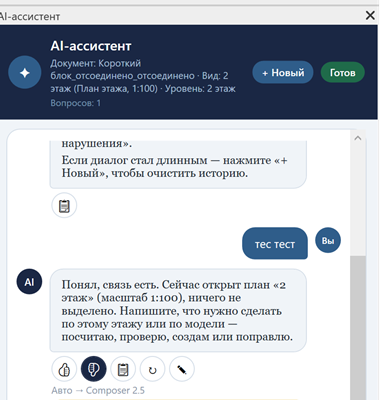 AI-ассистент
AI-ассистент
Документ: Короткий
блок_отсоединено_отсоединено · Вид: 2
этаж (План этажа, 1:100) · Уровень: 2 этаж
Вопросов: 1
+ Новый
Готов
нарушения».
Если диалог стал длинным — нажмите «+
Новый», чтобы очистить историю.
тес тест
Вы
AI
Понял, связь есть. Сейчас открыт план «2
этаж» (масштаб 1:100), ничего не
выделено. Напишите, что нужно сделать
по этому этажу или по модели —
посчитаю, проверю, создам или поправлю.
Авто → Composer 2.5